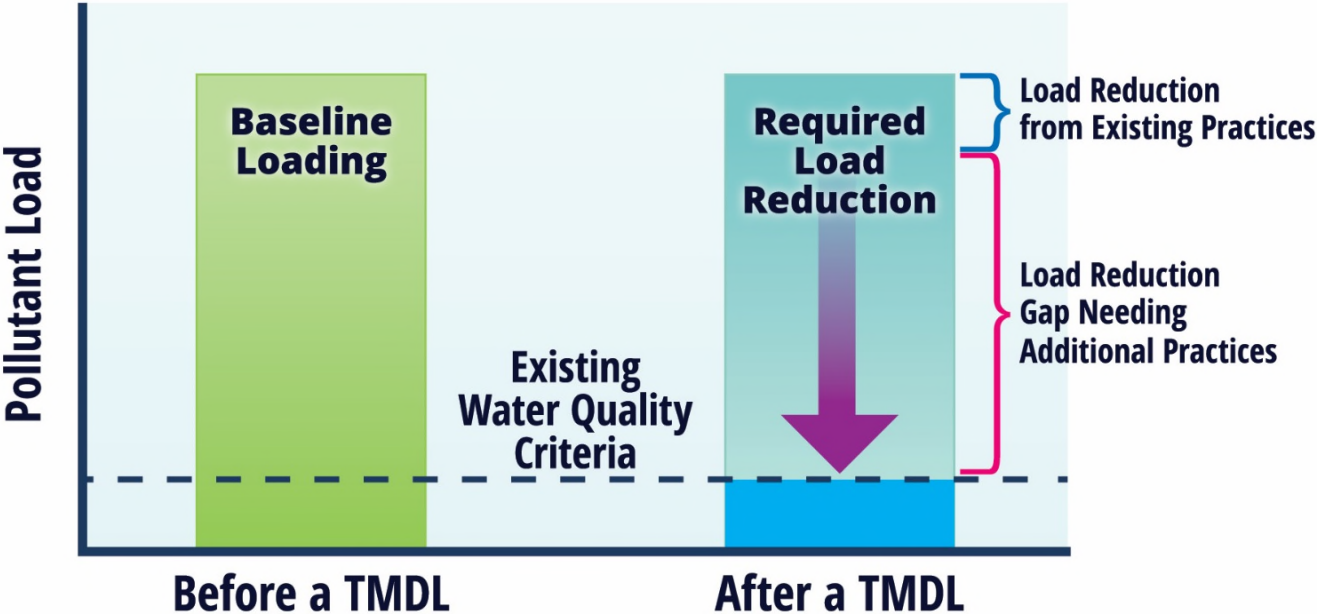 Pollutant Load
Baseline
Loading
Required
Load
Reduction
Load Reduction
from Existing Practices
Load Reduction
Gap Needing
Additional Practices
Existing
Water Quality
Criteria
Before a TMDL
After a TMDL